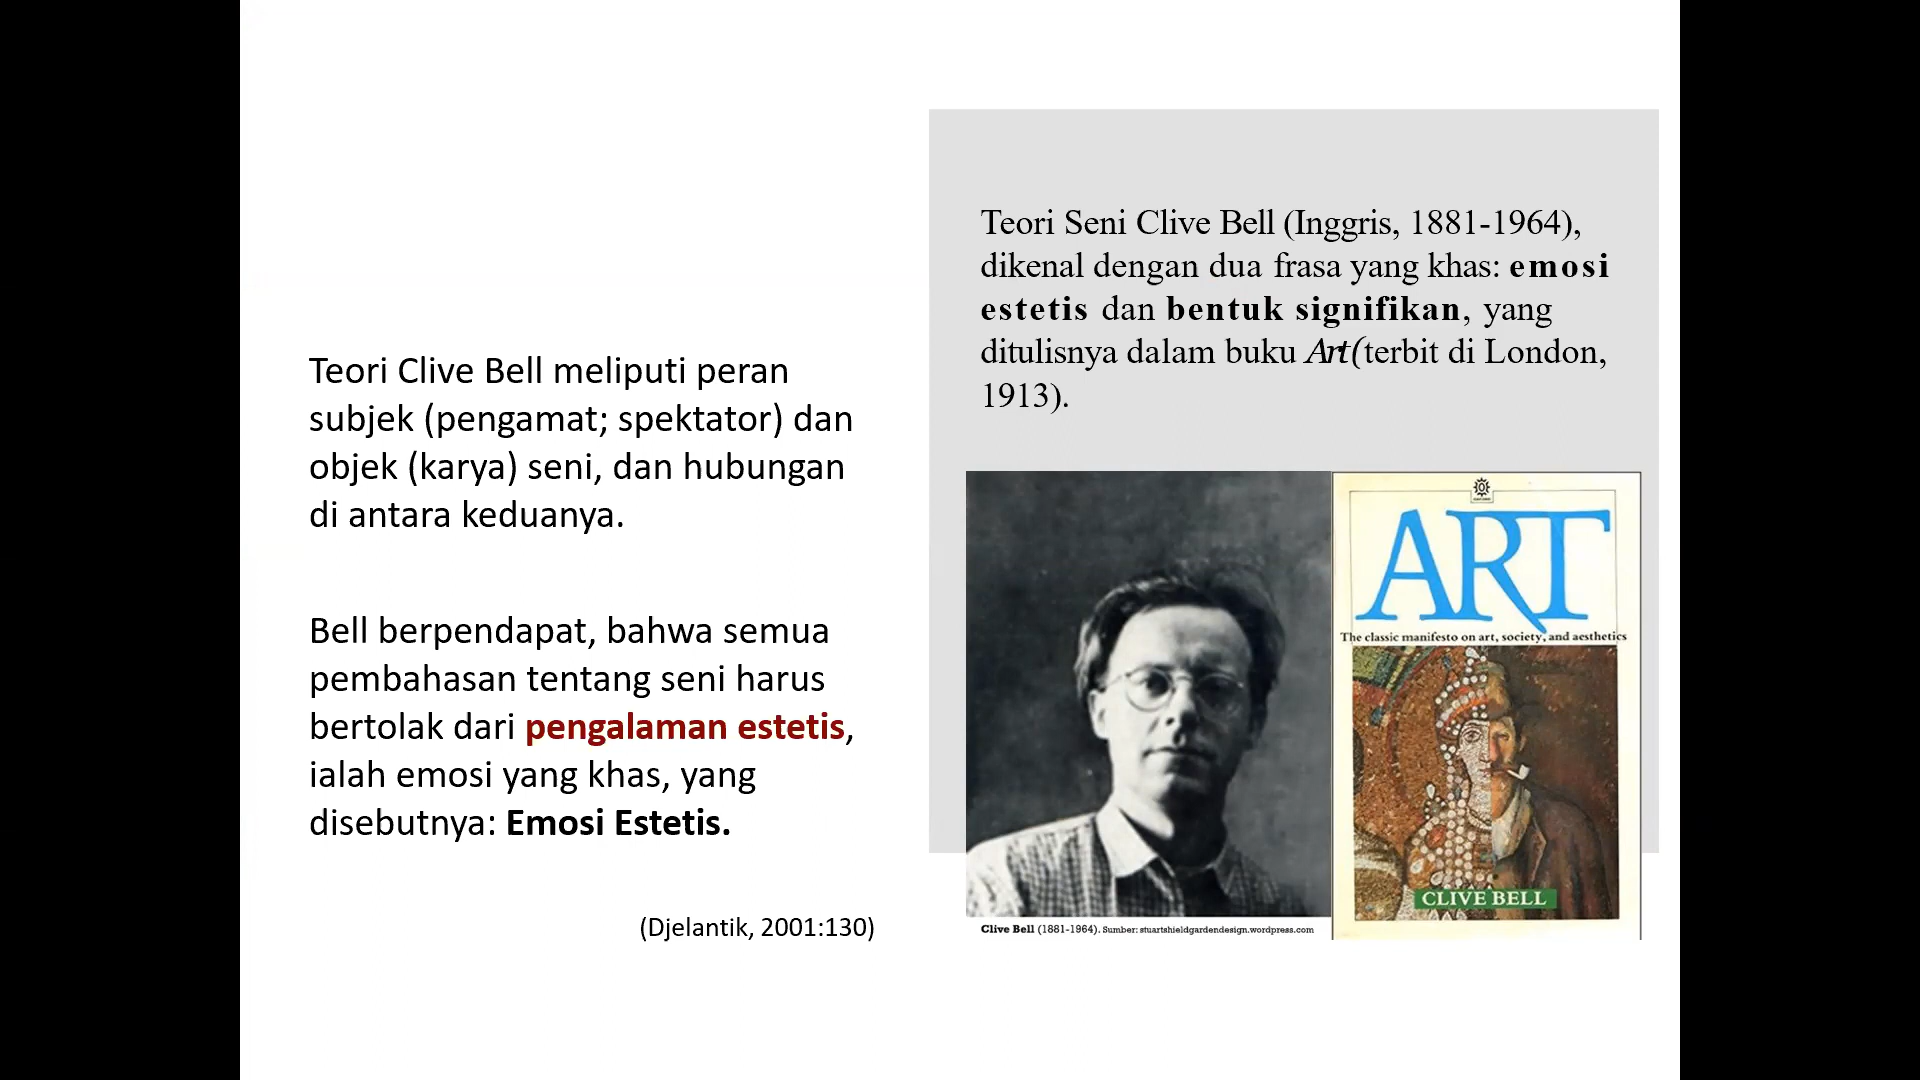 Teori Clive Bell meliputi peran
subjek (pengamat; spektator) dan
objek (karya) seni, dan hubungan
di antara keduanya.
Bell berpendapat, bahwa semua
pembahasan tentang seni harus
bertolak dari pengalaman estetis,
ialah emosi yang khas, yang
disebutnya: Emosi Estetis.
(Djelantik, 2001:130)
Teori Seni Clive Bell (Inggris, 1881-1964),
dikenal dengan dua frasa yang khas: emosi
estetis dan bentuk signifikan, yang
ditulisnya dalam buku Art(terbit di London,
1913).
Clive Bell (1881-1964). Sumber: stuartshieldgardendesign.wordpress.com
ART
The classic manifesto on art, society, and aesthetics
CLIVE BELL